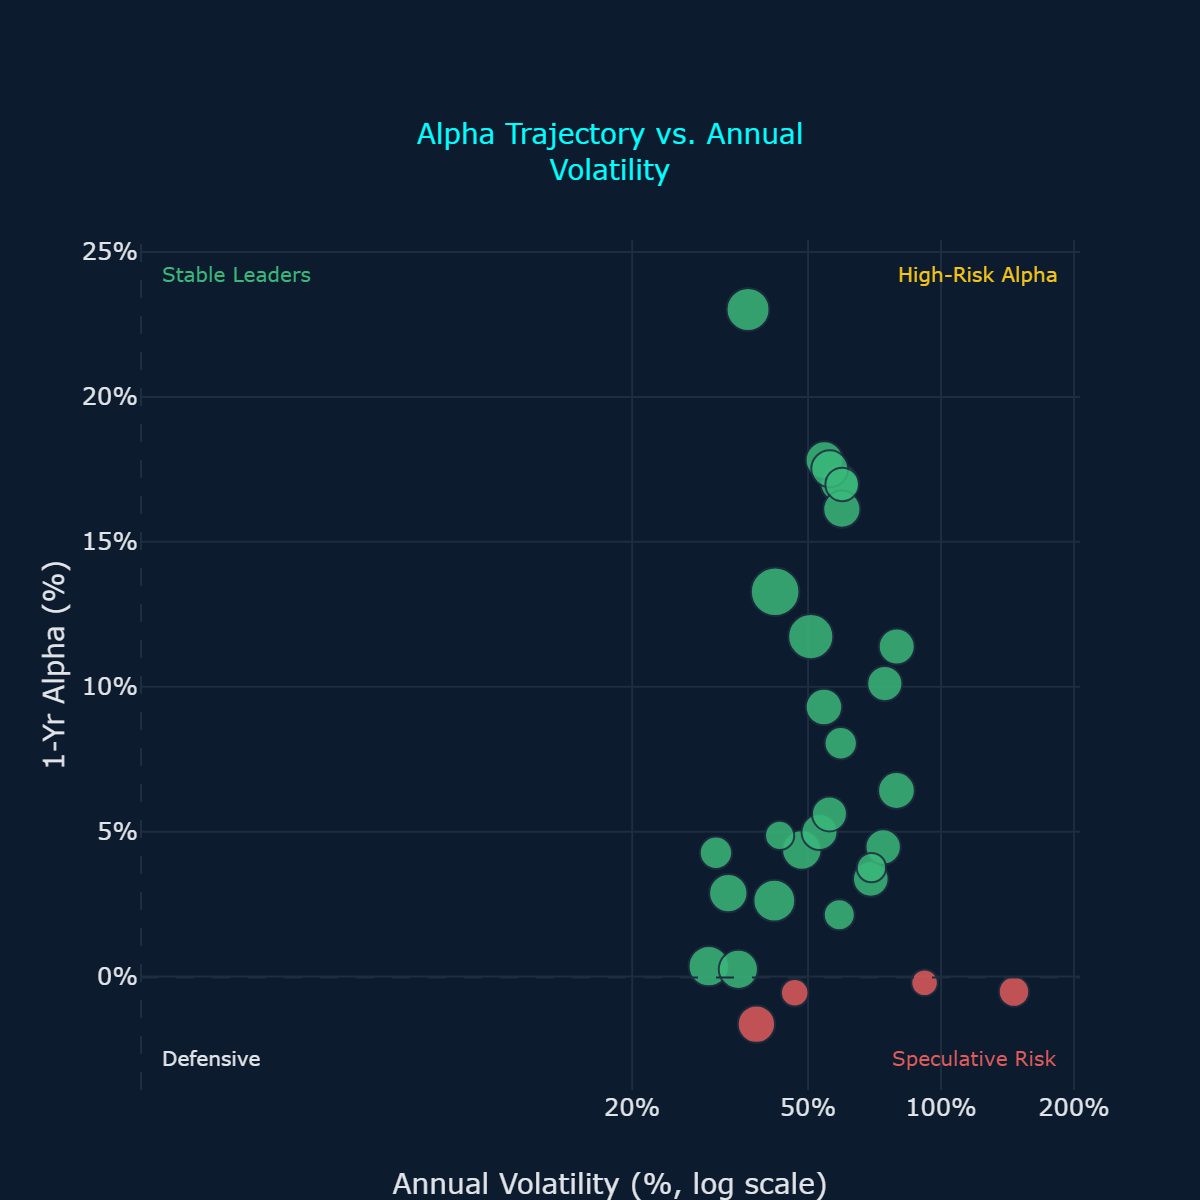 Alpha Trajectory vs. Annual
Volatility
25%
Stable Leaders
High-Risk Alpha
20%
15%
1-Yr Alpha (%)
10%
5%
0%
Defensive
Speculative Risk
20%
50%
100%
200%
Annual Volatility (%, log scale)